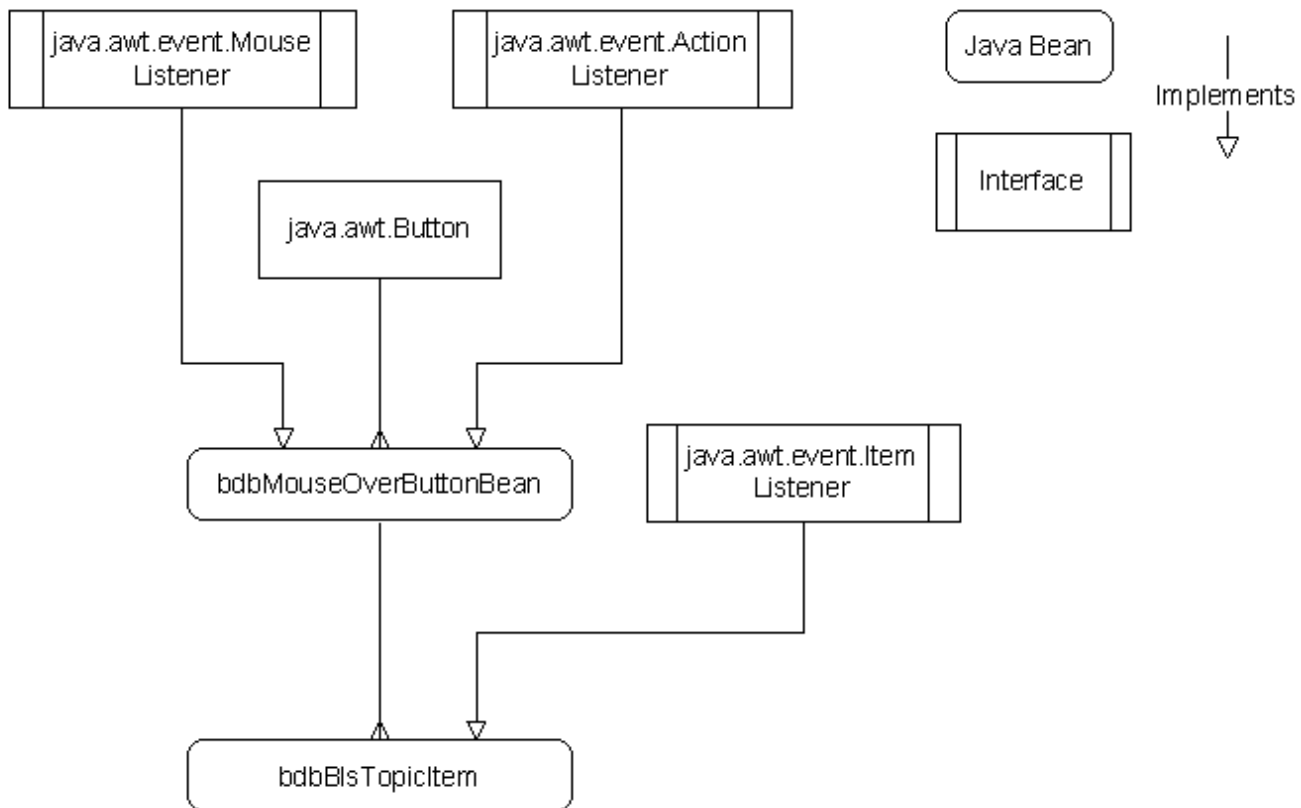 java.awt.event.Mouse
Listener
java.awt.event.Action
Listener
Java Bean
Implements
Interface
java.awt.Button
bdbMouseOverButtonBean
java.awt.event.Item
Listener
bdbBlsTopicItem